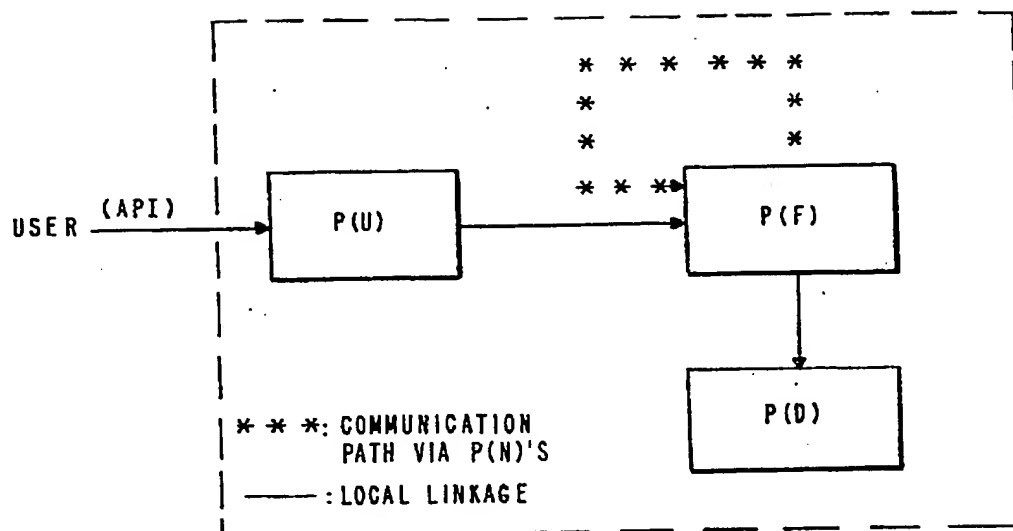 USER (API)
P(U)
P(F)
P(D)
* * *: COMMUNICATION
PATH VIA P(N)'S
———: LOCAL LINKAGE